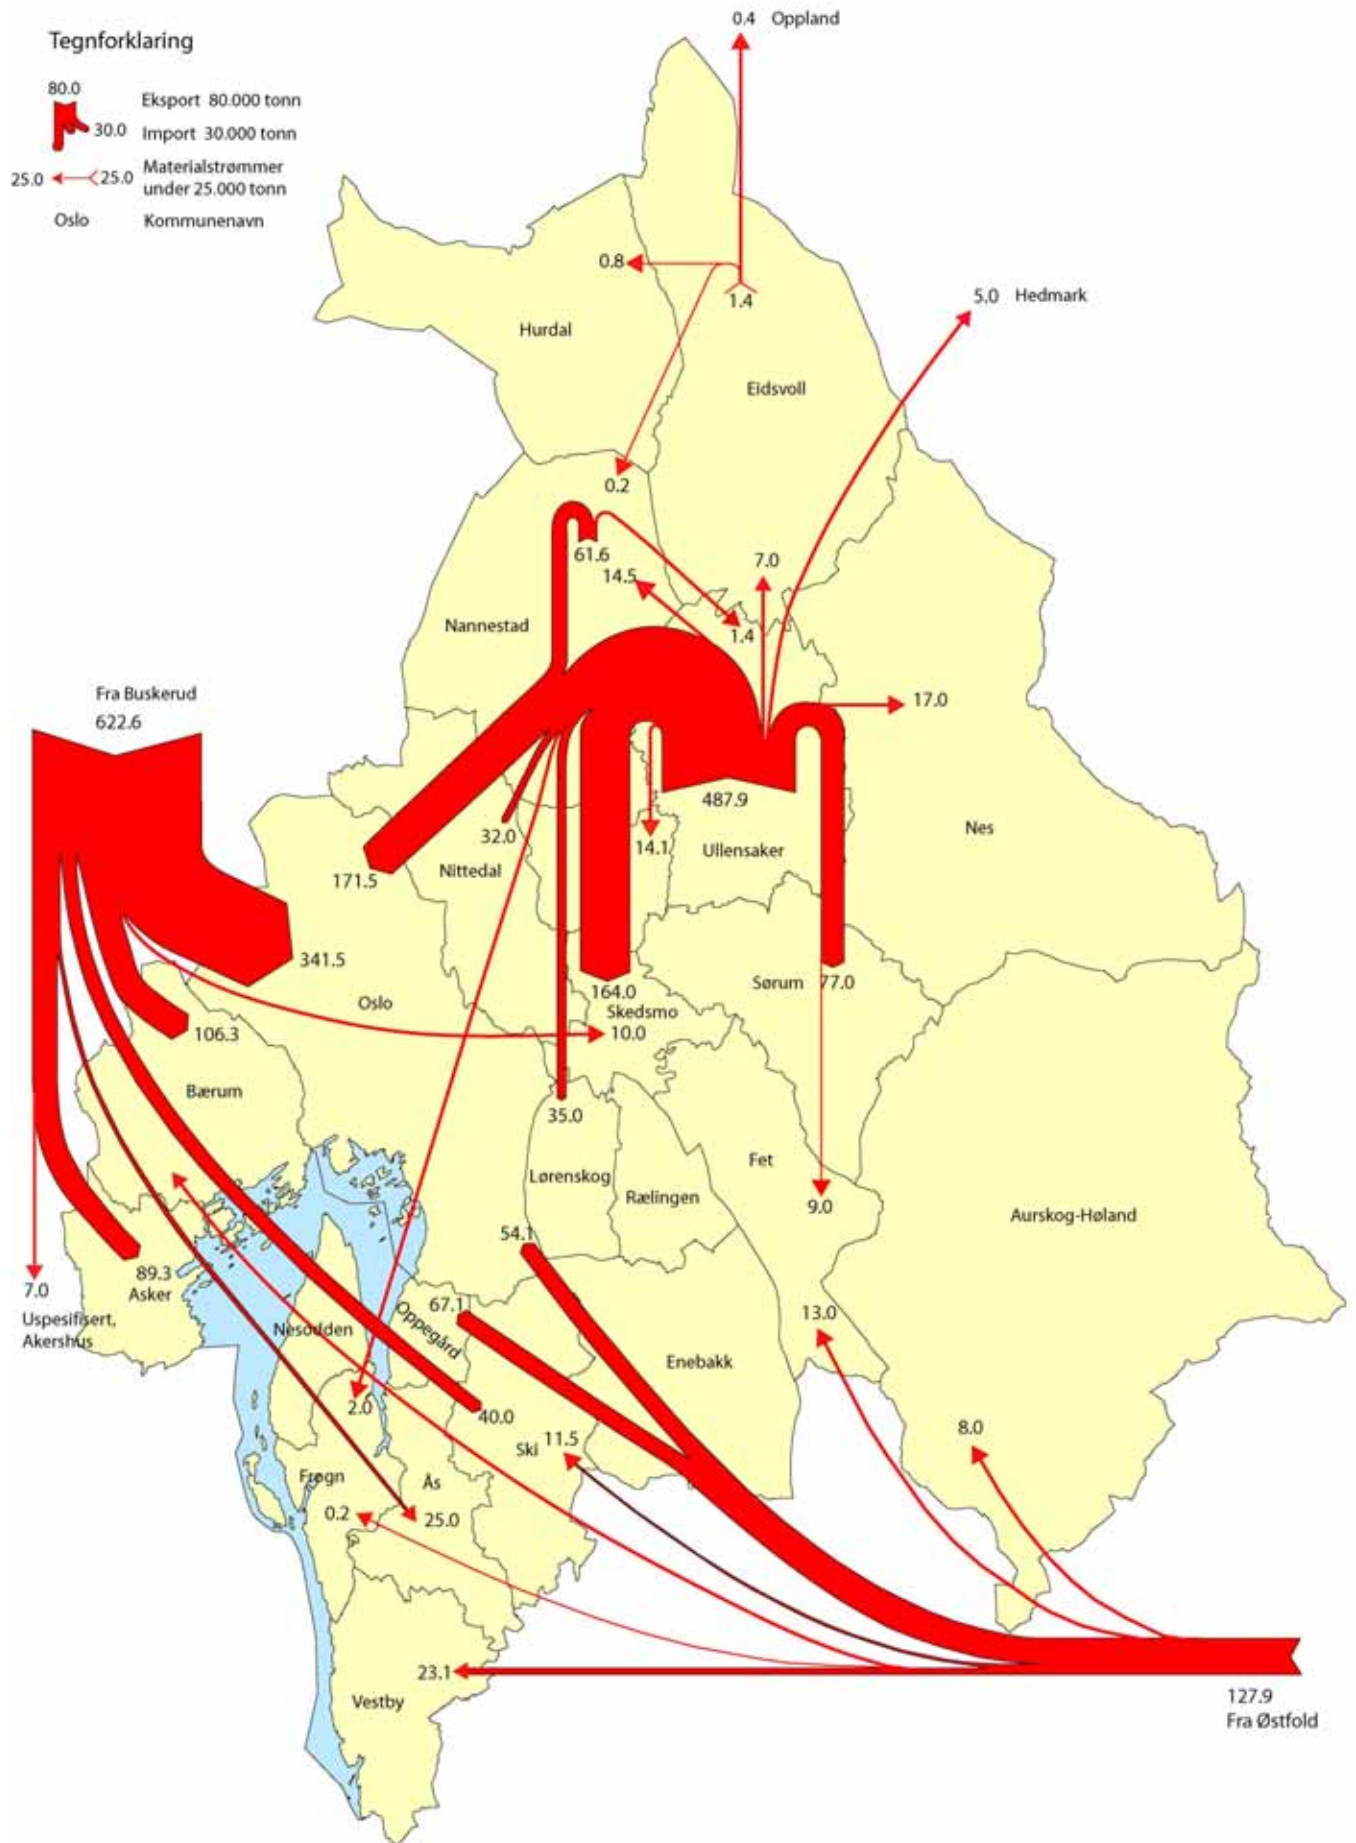 0.4 Oppland
Tegnforklaring
80.0
Eksport 80.000 tonn
30.0 Import 30.000 tonn
25.0 25.0 Materialstrømmer
under 25.000 tonn
Oslo Kommunenavn
0.8
1.4
5.0 Hedmark
Hurdal
Eidsvoll
0.2
61.6
14.5
7.0
1.4
Nannestad
Fra Buskerud
622.6
17.0
487.9
32.0
14.1
Ullensaker
Nes
171.5
Nittedal
341.5
Oslo
164.0
Sørum
77.0
Skedsmo
10.0
106.3
Bærum
35.0
Fet
Lørenskog
Rælingen
9.0
Aurskog-Høland
54.1
89.3
Asker
7.0
Uspesifisert,
Akershus
67.1
13.0
Nesodden
Oppegård
Enebakk
2.0
40.0
8.0
Ski
11.5
Frogn
Ås
0.2
25.0
23.1
Vestby
127.9
Fra Østfold